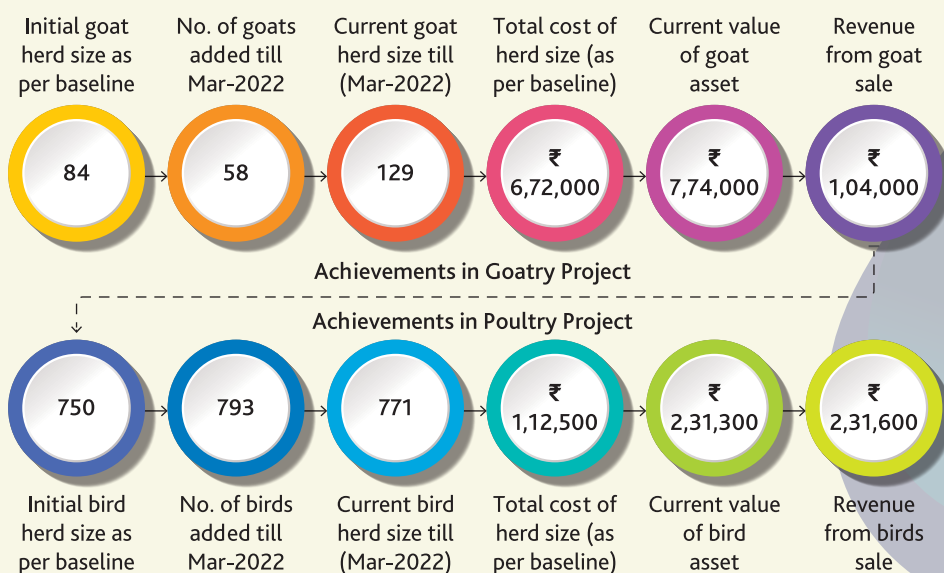 Initial goat
herd size as
per baseline
No. of goats
added till
Mar-2022
Current goat
herd size till
(Mar-2022)
Total cost of
herd size (as
per baseline)
Current value
of goat
asset
Revenue
from goat
sale
84
58
129
₹
6,72,000
₹
7,74,000
₹
1,04,000
Achievements in Goatry Project
Achievements in Poultry Project
750
793
771
₹
1,12,500
₹
2,31,300
₹
2,31,600
Initial bird
herd size as
per baseline
No. of birds
added till
Mar-2022
Current bird
herd size till
(Mar-2022)
Total cost of
herd size (as
per baseline)
Current value
of bird
asset
Revenue
from birds
sale